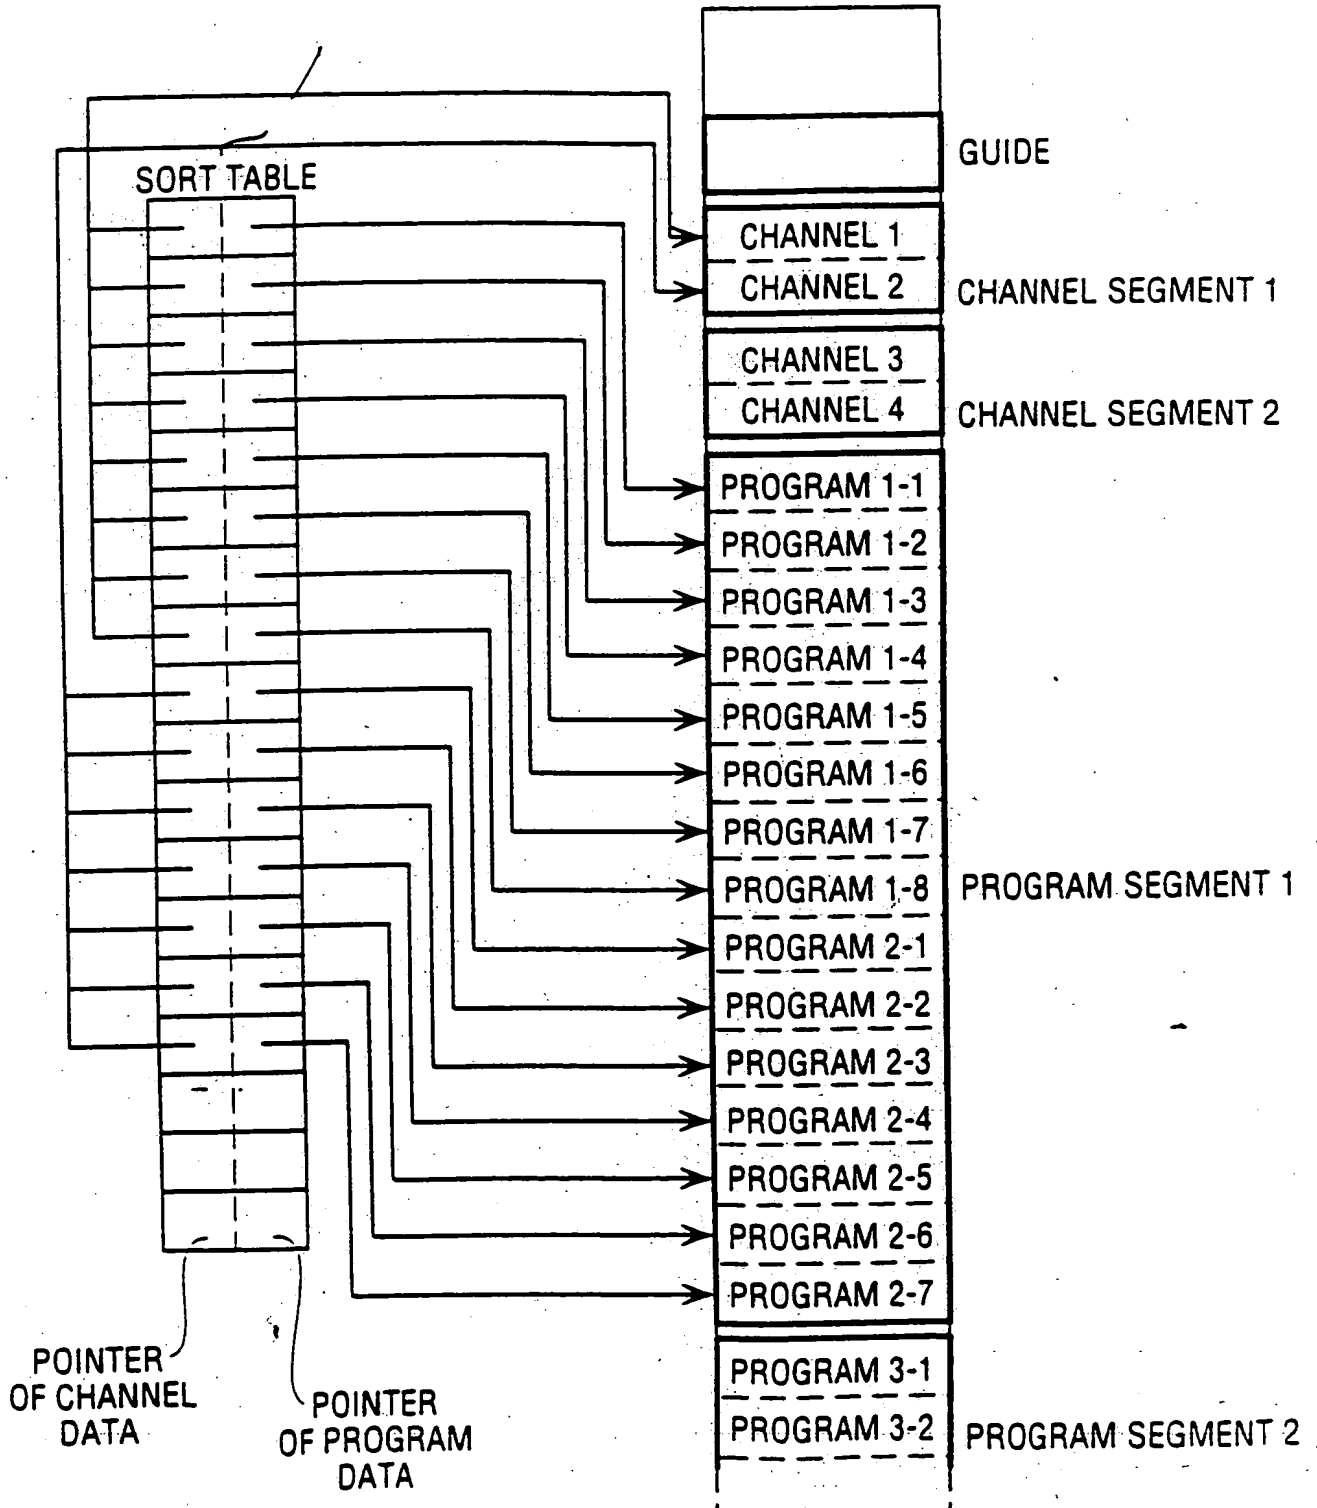 SORT TABLE
GUIDE
CHANNEL 1
CHANNEL 2
CHANNEL SEGMENT 1
CHANNEL 3
CHANNEL 4
CHANNEL SEGMENT 2
PROGRAM 1-1
PROGRAM 1-2
PROGRAM 1-3
PROGRAM 1-4
PROGRAM 1-5
PROGRAM 1-6
PROGRAM 1-7
PROGRAM 1-8
PROGRAM SEGMENT 1
PROGRAM 2-1
PROGRAM 2-2
PROGRAM 2-3
PROGRAM 2-4
PROGRAM 2-5
PROGRAM 2-6
PROGRAM 2-7
PROGRAM 3-1
PROGRAM 3-2
PROGRAM SEGMENT 2
POINTER
OF CHANNEL
DATA
POINTER
OF PROGRAM
DATA